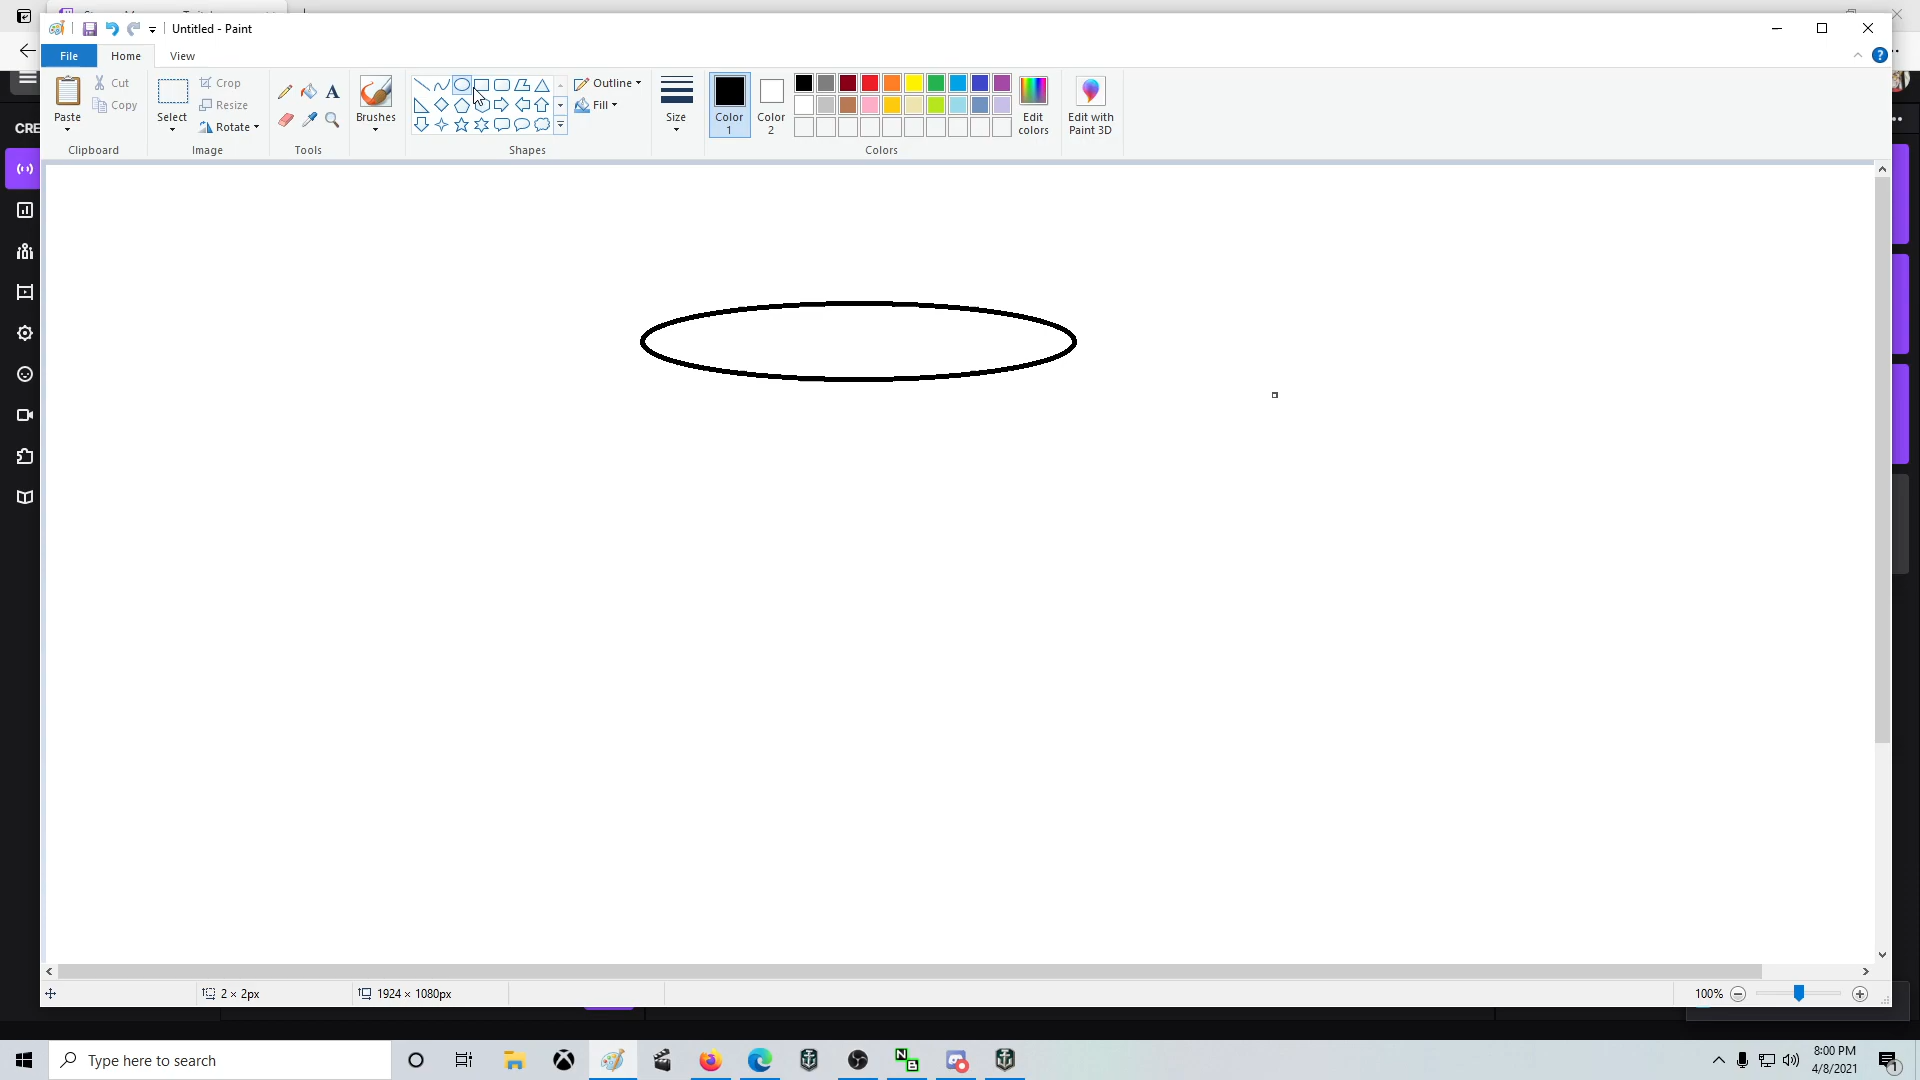 Untitled - Paint
File
Home
View
Paste
Cut
Copy
Clipboard
Select
Crop
Resize
Rotate
Image
A
Tools
Brushes
Outline
Fill
Shapes
Size
Color
1
Color
2
Edit
colors
Colors
Edit with
Paint 3D
?
CRE
2 × 2px
1924 × 1080px
100%
Type here to search
N
B
8:00 PM
4/8/2021
1